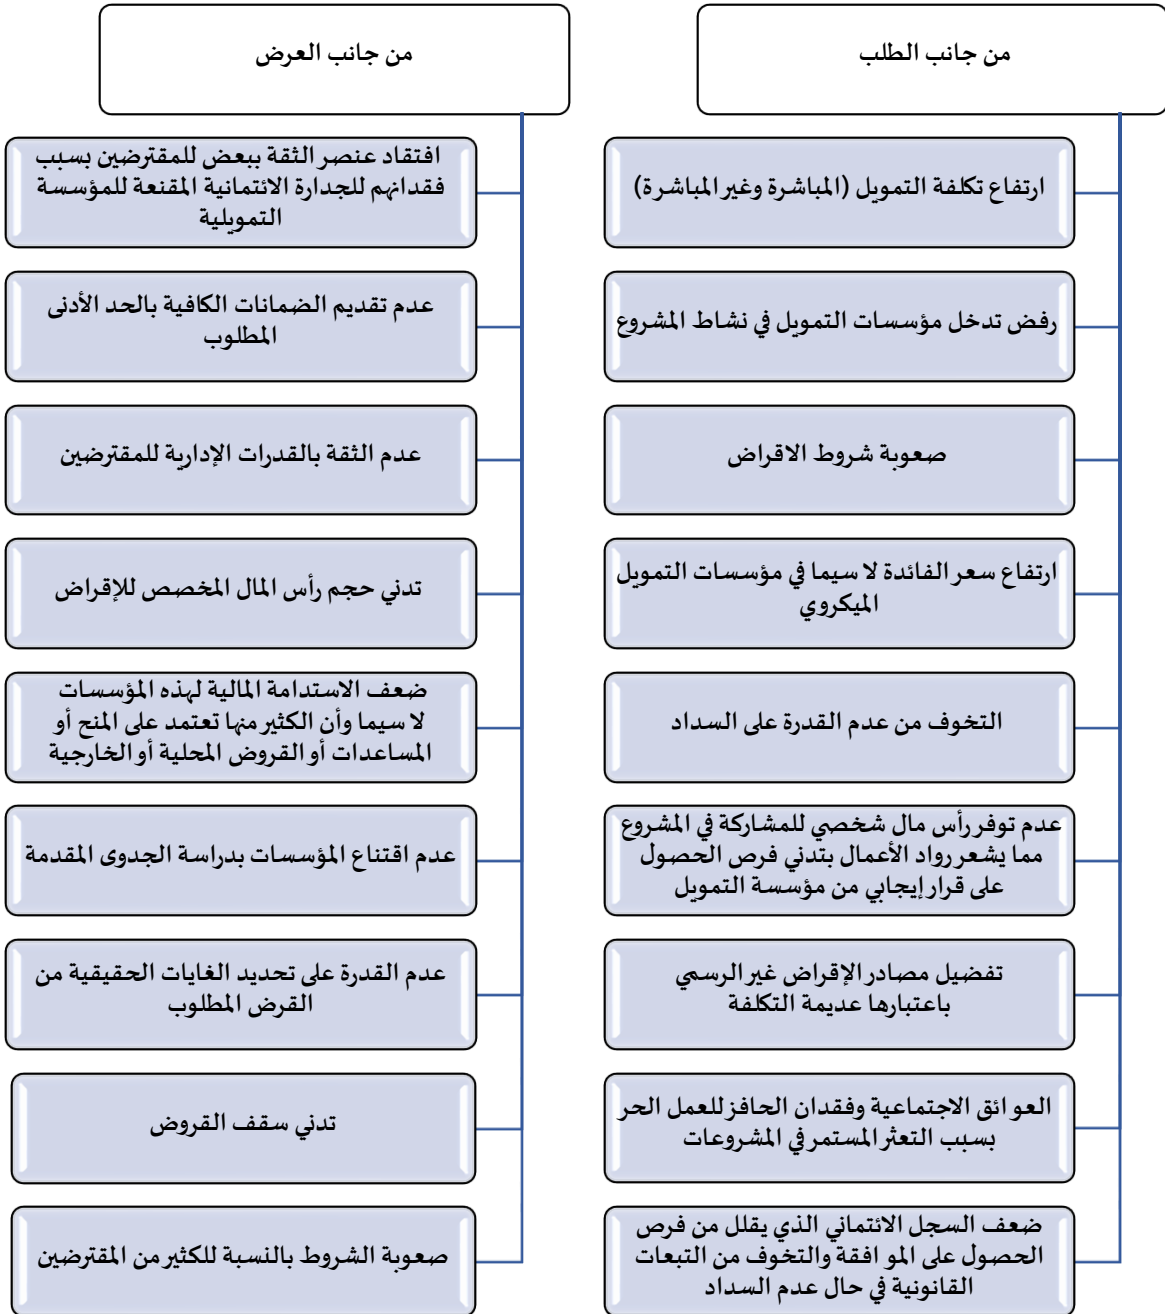 من جانب الطلب
ارتفاع تكلفة التمويل (المباشرة وغير المباشرة)
رفض تدخل مؤسسات التمويل في نشاط المشروع
صعوبة شروط الاقراض
ارتفاع سعر الفائدة لا سيما في مؤسسات التمويل
الميكروي
التخوف من عدم القدرة على السداد
عدم توفر رأس مال شخصي للمشاركة في المشروع
مما يشعر رواد الأعمال بتدني فرص الحصول
على قرار إيجابي من مؤسسة التمويل
تفضيل مصادر الإقراض غير الرسمي
باعتبارها عديمة التكلفة
العوائق الاجتماعية وفقدان الحافز للعمل الحر
بسبب التعثر المستمر في المشروعات
ضعف السجل الائتماني الذي يقلل من فرص
الحصول على الموافقة والتخوف من التبعات
القانونية في حال عدم السداد
من جانب العرض
افتقاد عنصر الثقة ببعض للمقترضين بسبب
فقدانهم للجدارة الائتمانية المقنعة للمؤسسة
التمويلية
عدم تقديم الضمانات الكافية بالحد الأدنى
المطلوب
عدم الثقة بالقدرات الإدارية للمقترضين
تدني حجم رأس المال المخصص للإقراض
ضعف الاستدامة المالية لهذه المؤسسات
لا سيما وأن الكثير منها تعتمد على المنح أو
المساعدات أو القروض المحلية أو الخارجية
عدم اقتناع المؤسسات بدراسة الجدوى المقدمة
عدم القدرة على تحديد الغايات الحقيقية من
القرض المطلوب
تدني سقف القروض
صعوبة الشروط بالنسبة للكثير من المقترضين